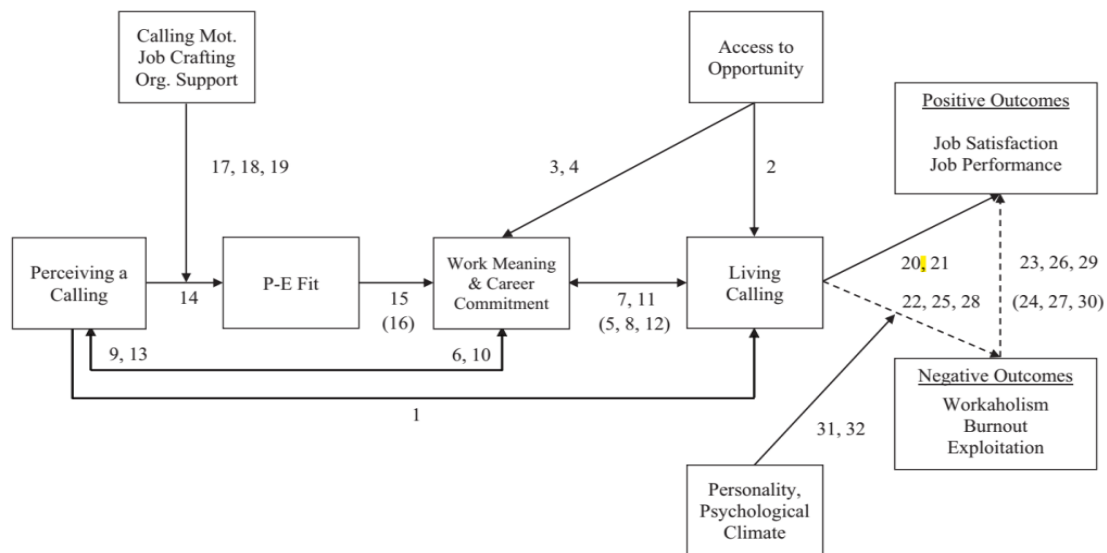 Calling Mot.
Job Crafting
Org. Support
Access to
Opportunity
Positive Outcomes
Job Satisfaction
Job Performance
17, 18, 19
3, 4
2
Perceiving a
Calling
14
P-E Fit
15
(16)
Work Meaning
& Career
Commitment
7, 11
(5, 8, 12)
Living
Calling
20, 21
22, 25, 28
23, 26, 29
(24, 27, 30)
9, 13
6, 10
1
Negative Outcomes
Workaholism
Burnout
Exploitation
31, 32
Personality,
Psychological
Climate